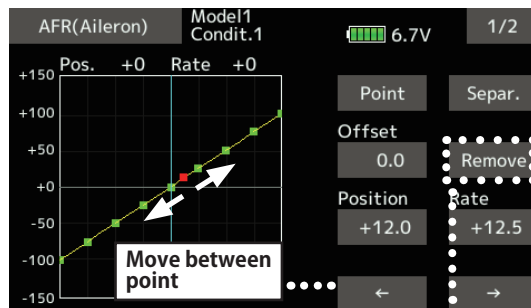 AFR(Aileron)
Model1
Condit.1
6.7V
1/2
Pos. +0 Rate +0
+150
+100
+50
+0
-50
-100
-150
Point
Separ.
Offset
0.0
Remove
Position
Rate
+12.0
+12.5
Move between
point
←
→